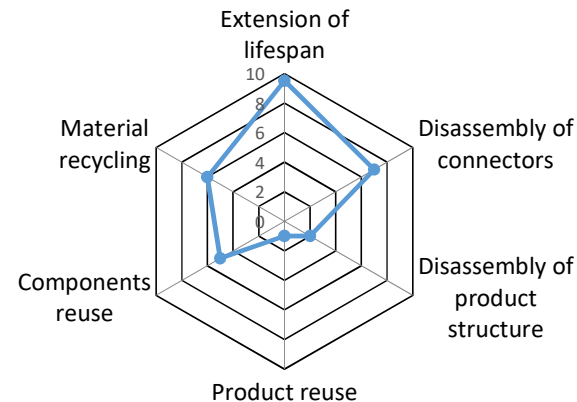 Extension of
lifespan
10
8
6
4
2
0
Disassembly of
connectors
Disassembly of
product
structure
Product reuse
Components
reuse
Material
recycling